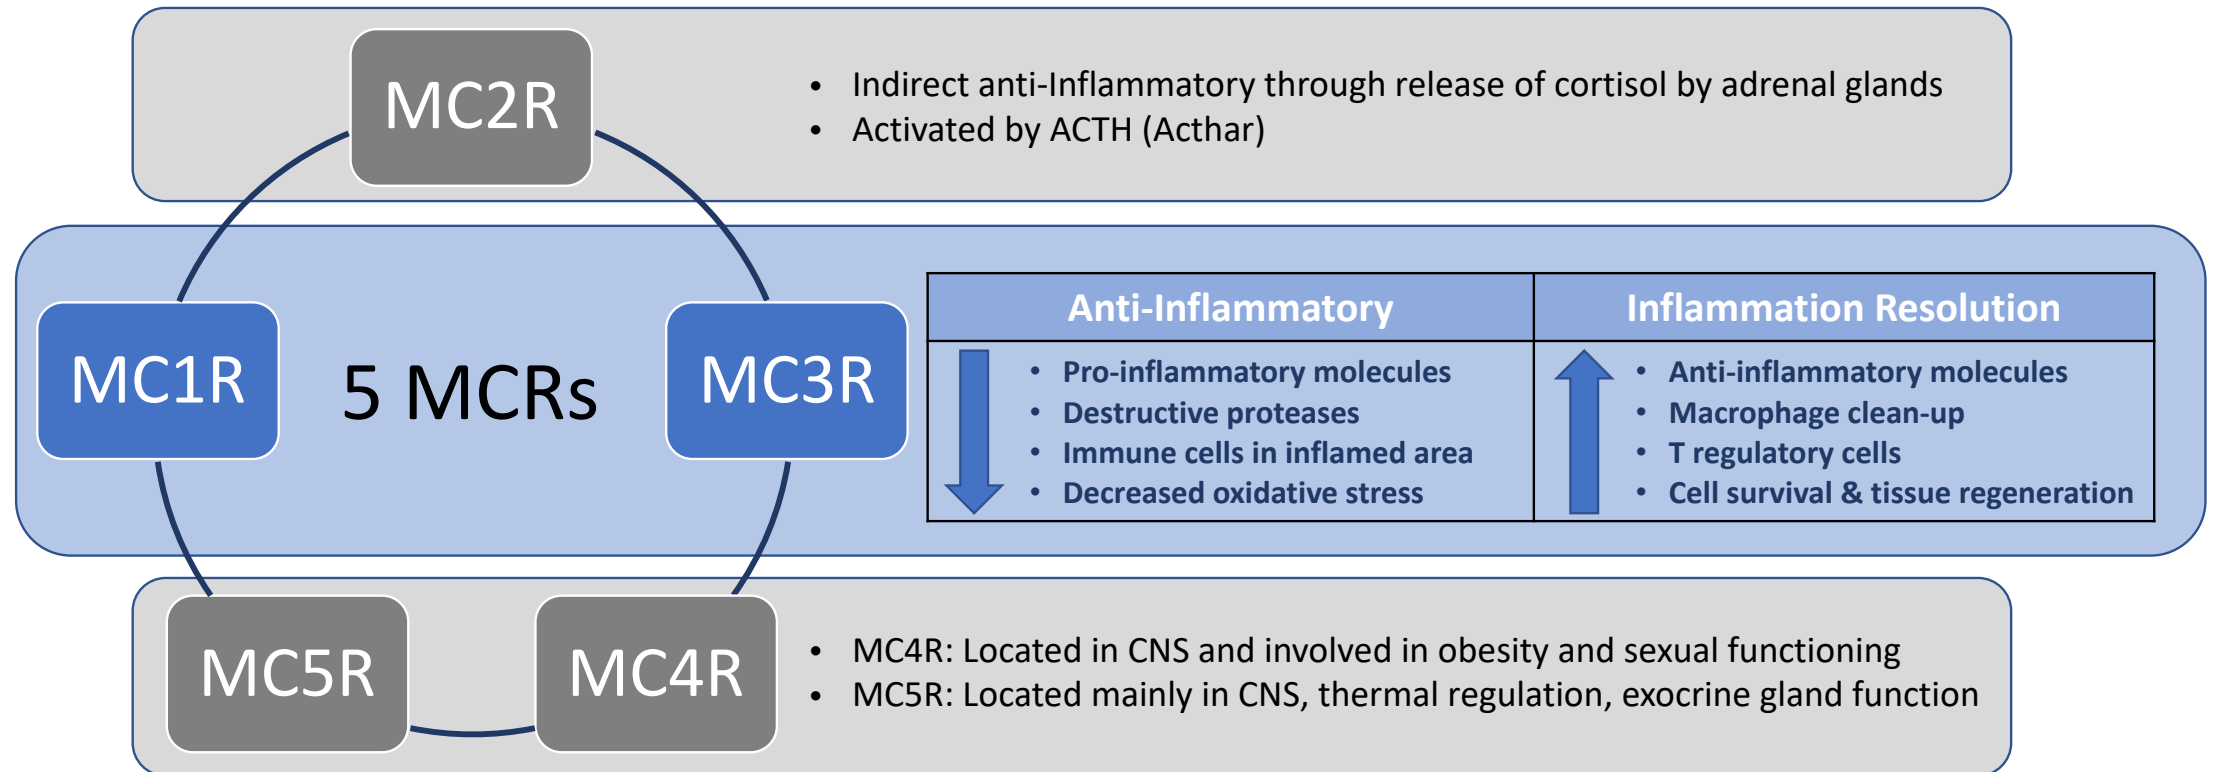 MC2R
• Indirect anti-Inflammatory through release of cortisol by adrenal glands
• Activated by ACTH (Acthar)
MC1R
5 MCRs
MC3R
Anti-Inflammatory
• Pro-inflammatory molecules
• Destructive proteases
• Immune cells in inflamed area
• Decreased oxidative stress
Inflammation Resolution
• Anti-inflammatory molecules
• Macrophage clean-up
• T regulatory cells
• Cell survival & tissue regeneration
MC5R
MC4R
• MC4R: Located in CNS and involved in obesity and sexual functioning
• MC5R: Located mainly in CNS, thermal regulation, exocrine gland function